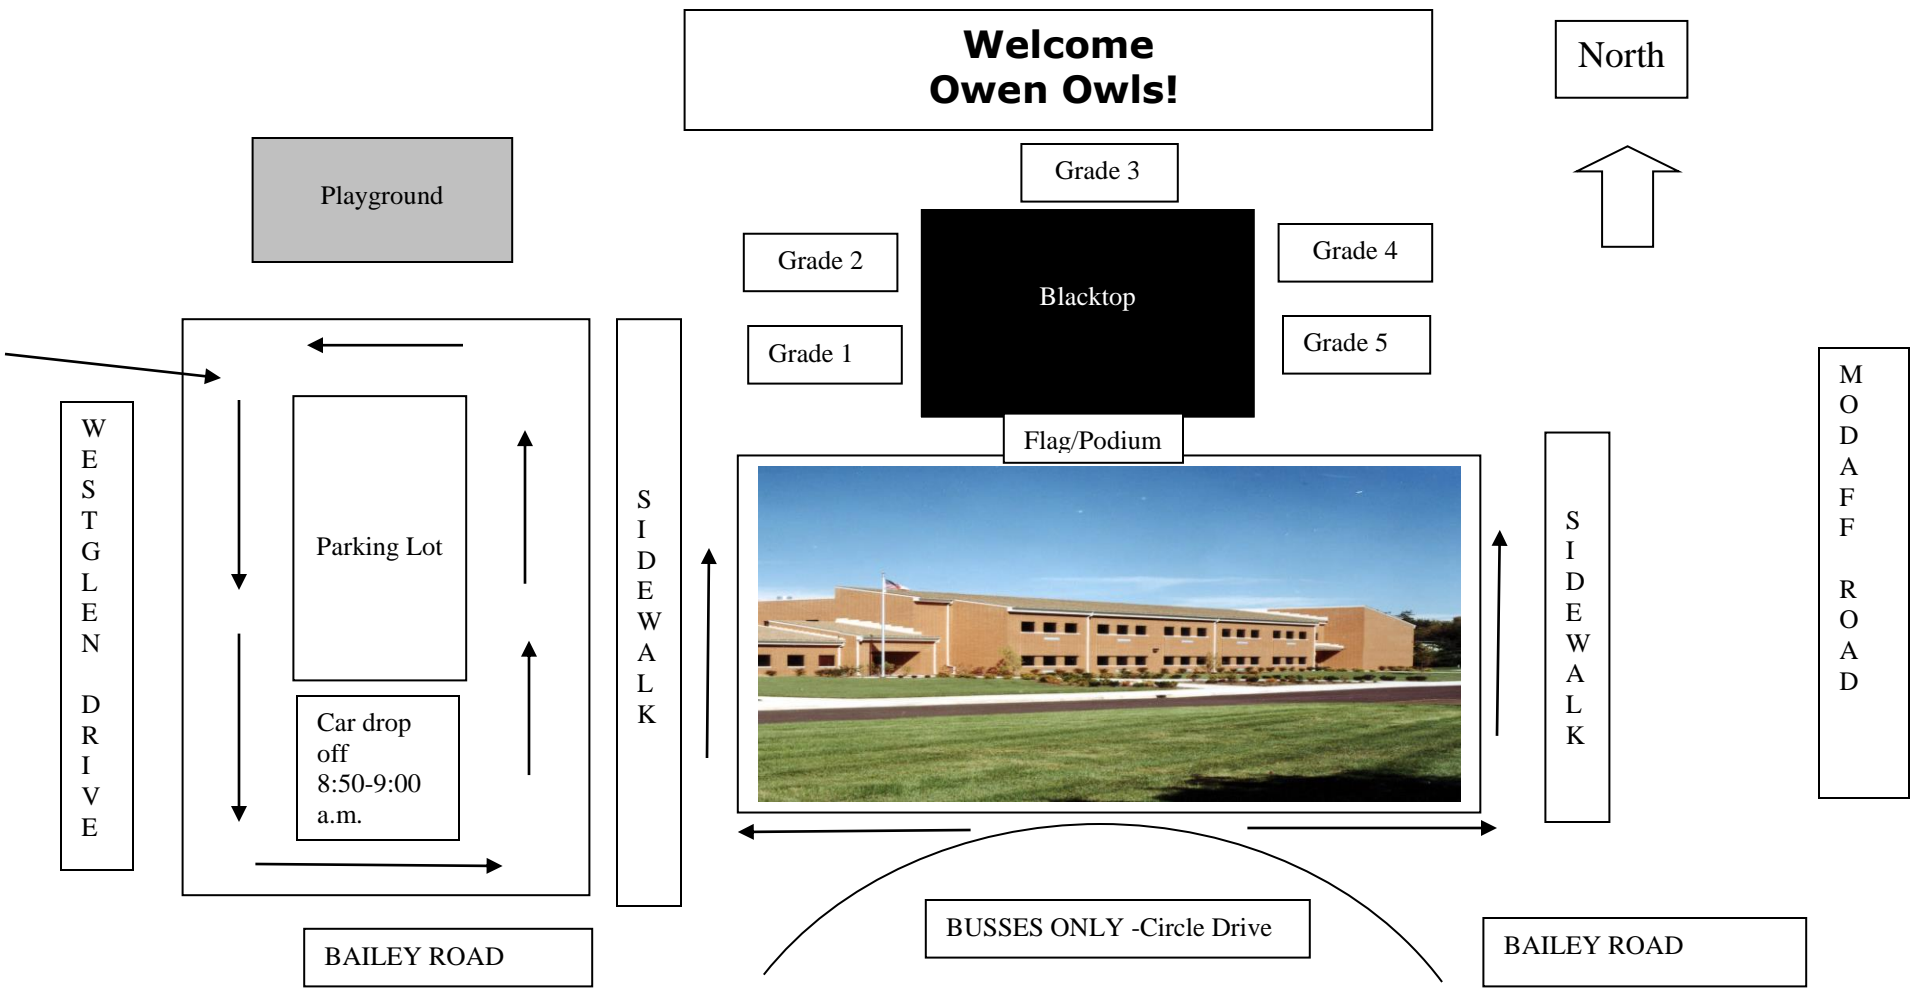 Welcome
Owen Owls!
North
Grade 3
Playground
Grade 2
Grade 4
Blacktop
Grade 1
Grade 5
Flag/Podium
WESTGLEN DRIVE
Parking Lot
SIDEWALK
SIDEWALK
MODAFF ROAD
Car drop
off
8:50-9:00
a.m.
BUSSES ONLY -Circle Drive
BAILEY ROAD
BAILEY ROAD